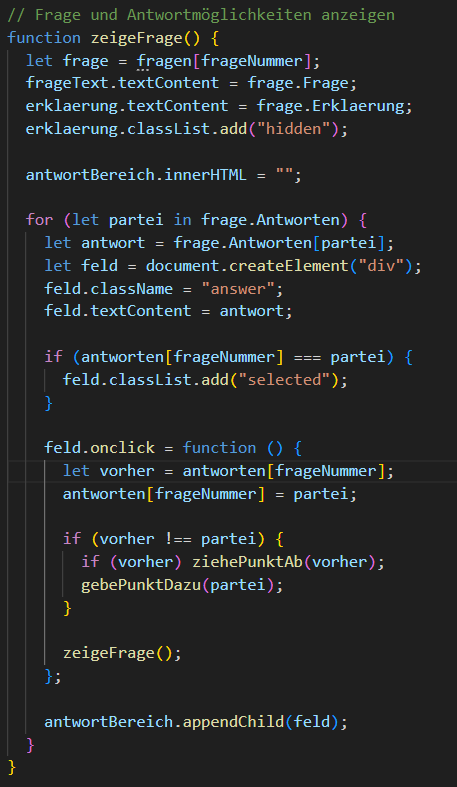 // Frage und Antwortmöglichkeiten anzeigen
function zeigeFrage() {
let frage = fragen[frageNummer];
frageText.textContent = frage.Frage;
erklaerung.textContent = frage.Erklaerung;
erklaerung.classList.add("hidden");
antwortBereich.innerHTML = "";
for (let partei in frage.Antworten) {
let antwort = frage.Antworten[partei];
let feld = document.createElement("div");
feld.className = "answer";
feld.textContent = antwort;
if (antworten[frageNummer] === partei) {
feld.classList.add("selected");
}
feld.onclick = function () {
let vorher = antworten[frageNummer];
antworten[frageNummer] = partei;
if (vorher !== partei) {
if (vorher) ziehePunktAb(vorher);
gebePunktDazu(partei);
}
zeigeFrage();
};
antwortBereich.appendChild(feld);
}
}